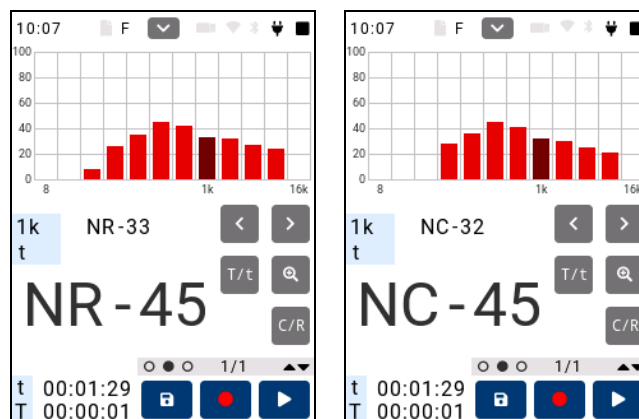 10:07 F
100
80
60
40
20
0
8 1k 16k
1k NR-33
t
T/t
NR-45
C/R
1/1
t 00:01:29
T 00:00:01
10:07 F
100
80
60
40
20
0
8 1k 16k
1k NC-32
t
T/t
NC-45
C/R
1/1
t 00:01:29
T 00:00:01